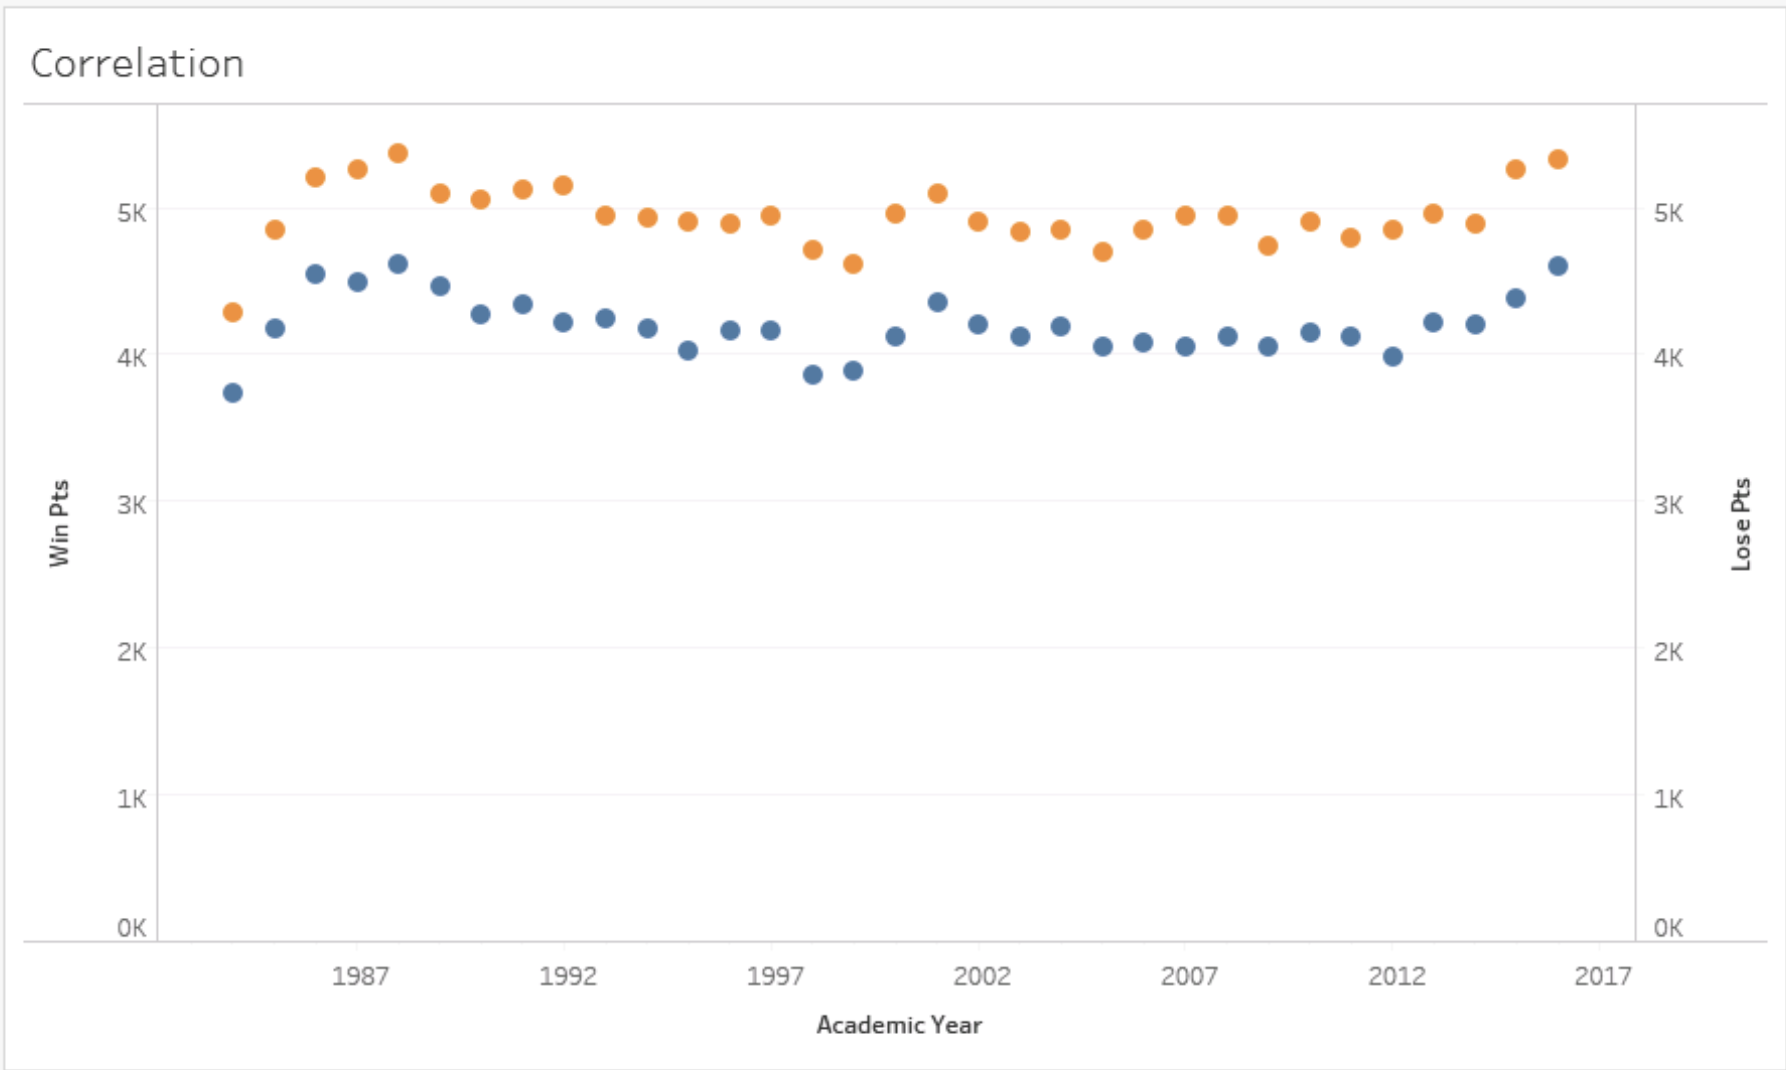 Correlation
5K
5K
4K
4K
3K
3K
Win Pts
Lose Pts
2K
2K
1K
1K
0K
0K
1987
1992
1997
2002
2007
2012
2017
Academic Year